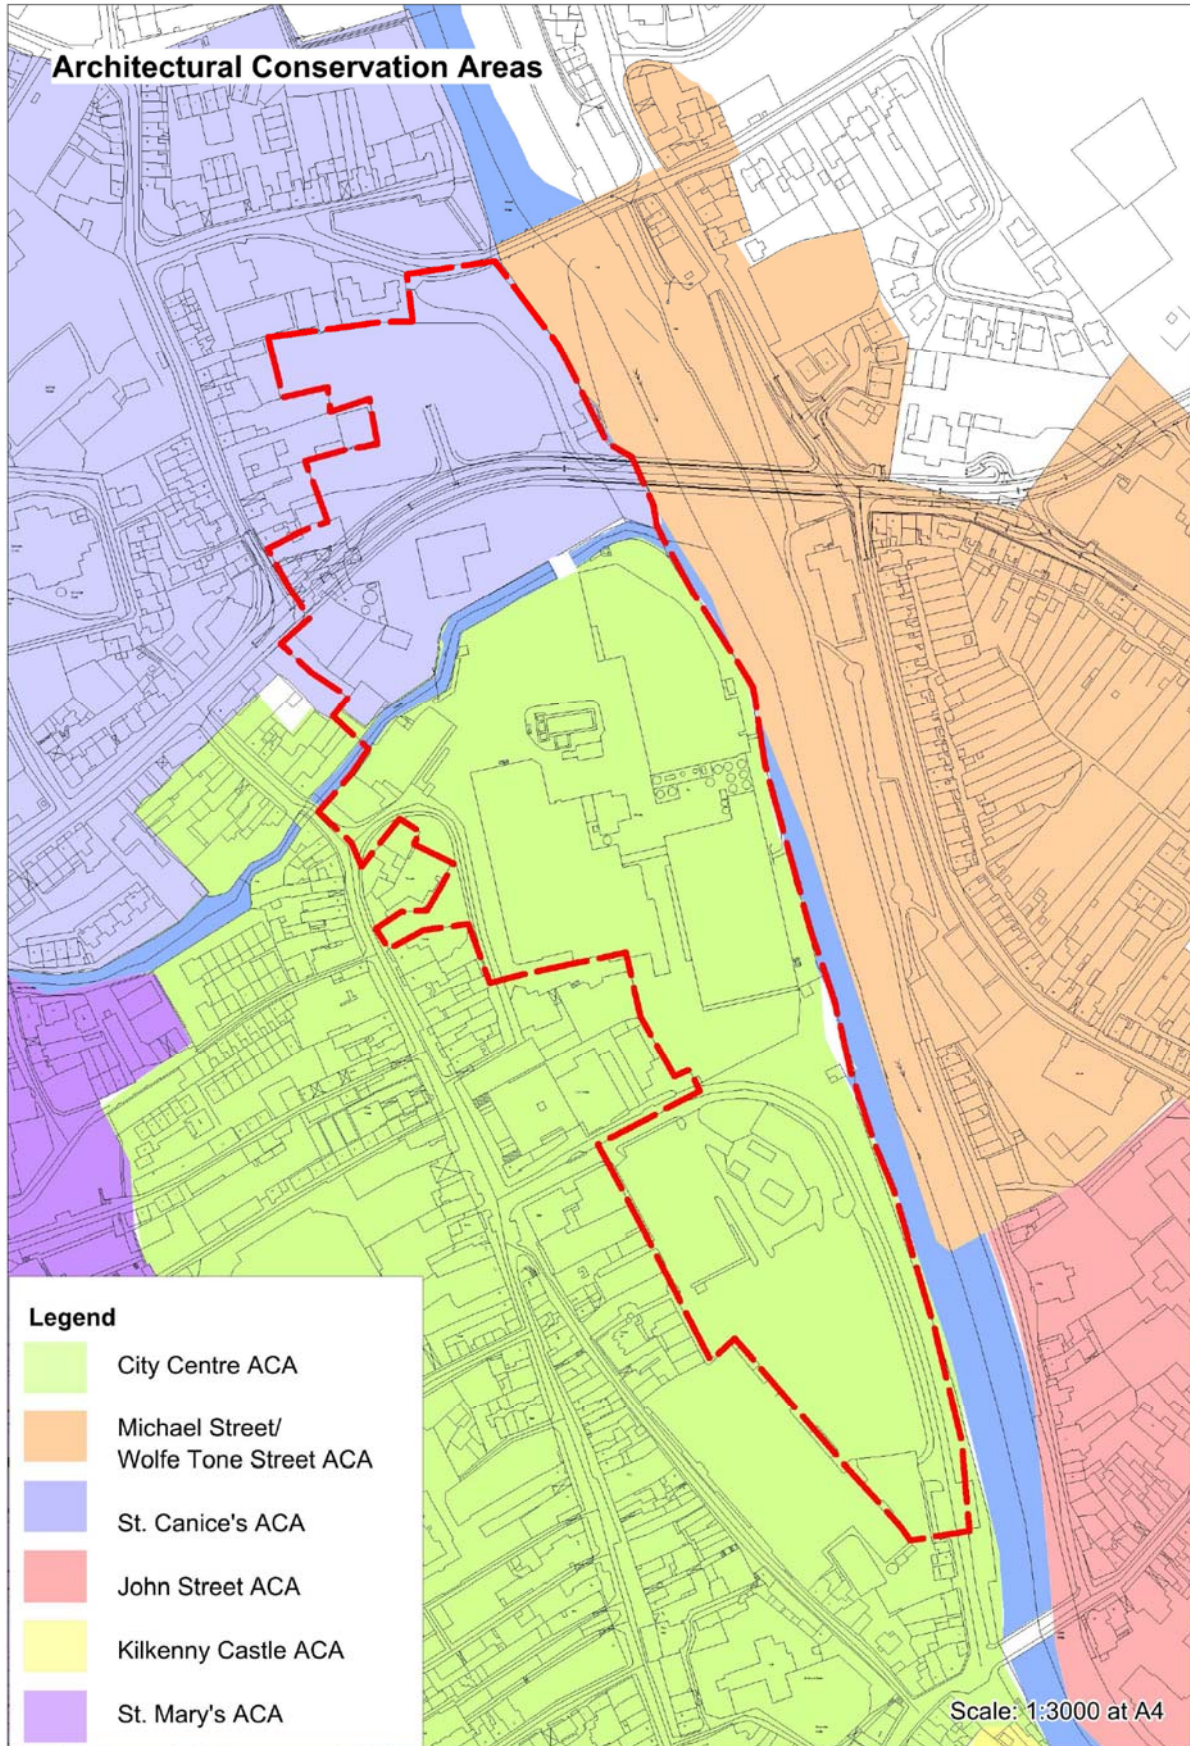 Architectural Conservation Areas
Legend
City Centre ACA
Michael Street/
Wolfe Tone Street ACA
St. Canice's ACA
John Street ACA
Kilkenny Castle ACA
St. Mary's ACA
Scale: 1:3000 at A4